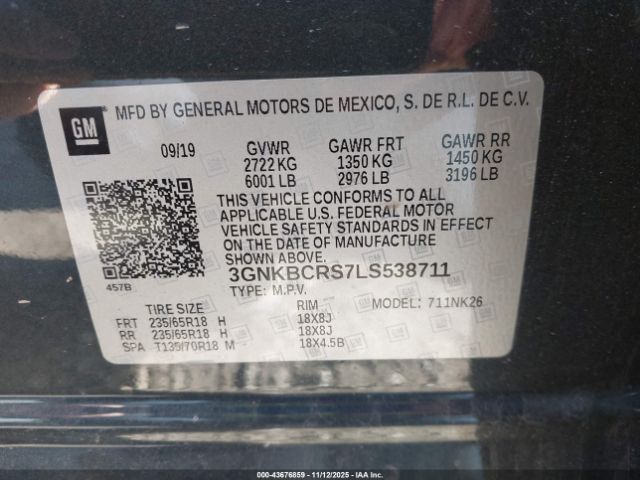 GM
MFD BY GENERAL MOTORS DE MEXICO, S. DE R.L. DE C.V.
09/19 GVWR GAWR FRT GAWR RR
2722 KG 1350 KG 1450 KG
6001 LB 2976 LB 3196 LB
THIS VEHICLE CONFORMS TO ALL
APPLICABLE U.S. FEDERAL MOTOR
VEHICLE SAFETY STANDARDS IN EFFECT
ON THE DATE OF MANUFACTURE
SHOWN ABOVE.
457B
3GNKBCRS7LS538711
TYPE: M.P.V. MODEL: 711NK26
TIRE SIZE RIM
FRT 235/65R18 H 18X8J
RR 235/65R18 H 18X8J
SPA T135/70R18 M 18X4.5B
OWNER: 43676859 | 11/12/2025 | IAAI.COM